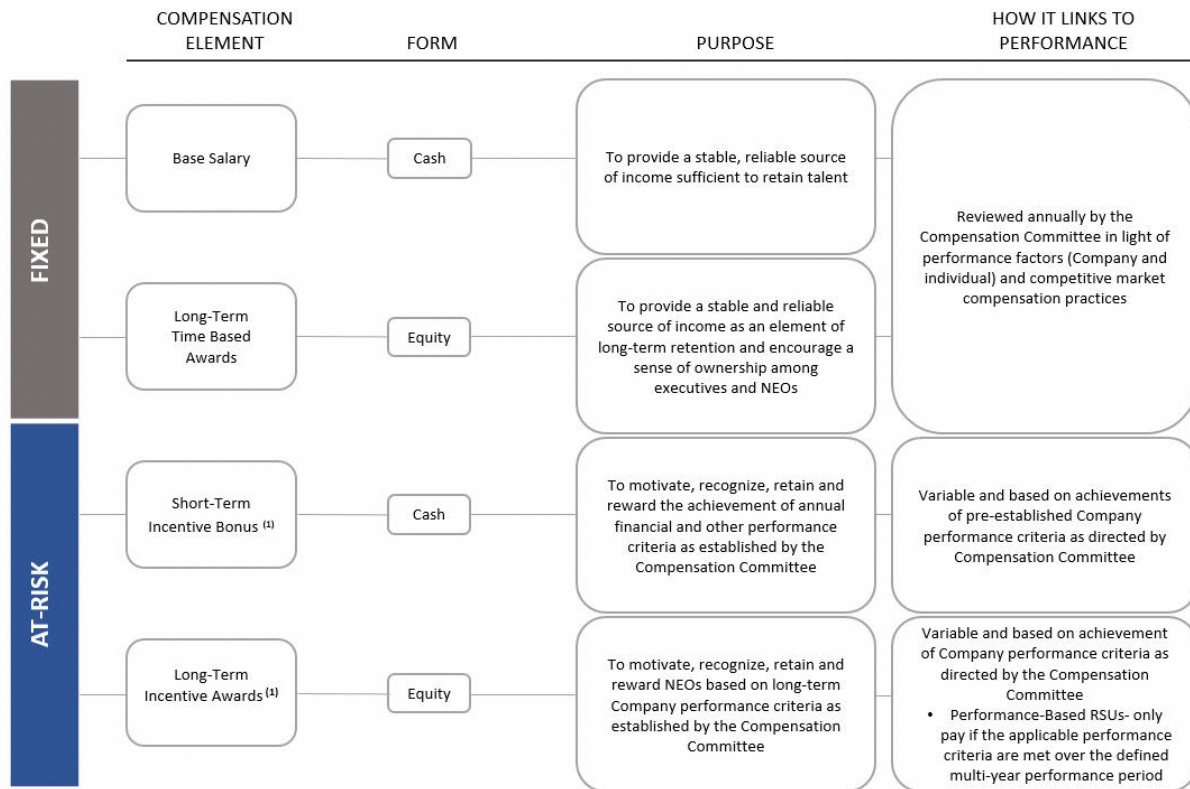 COMPENSATION
ELEMENT
FORM
PURPOSE
HOW IT LINKS TO
PERFORMANCE
FIXED
Base Salary
Cash
To provide a stable, reliable source
of income sufficient to retain talent
Reviewed annually by the
Compensation Committee in light of
performance factors (Company and
individual) and competitive market
compensation practices
Long-Term
Time Based
Awards
Equity
To provide a stable and reliable
source of income as an element of
long-term retention and encourage a
sense of ownership among
executives and NEOs
AT-RISK
Short-Term
Incentive Bonus (1)
Cash
To motivate, recognize, retain and
reward the achievement of annual
financial and other performance
criteria as established by the
Compensation Committee
Variable and based on achievements
of pre-established Company
performance criteria as directed by
Compensation Committee
Long-Term
Incentive Awards (1)
Equity
To motivate, recognize, retain and
reward NEOs based on long-term
Company performance criteria as
established by the Compensation
Committee
Variable and based on achievement
of Company performance criteria as
directed by the Compensation
Committee
• Performance-Based RSUs- only
pay if the applicable performance
criteria are met over the defined
multi-year performance period